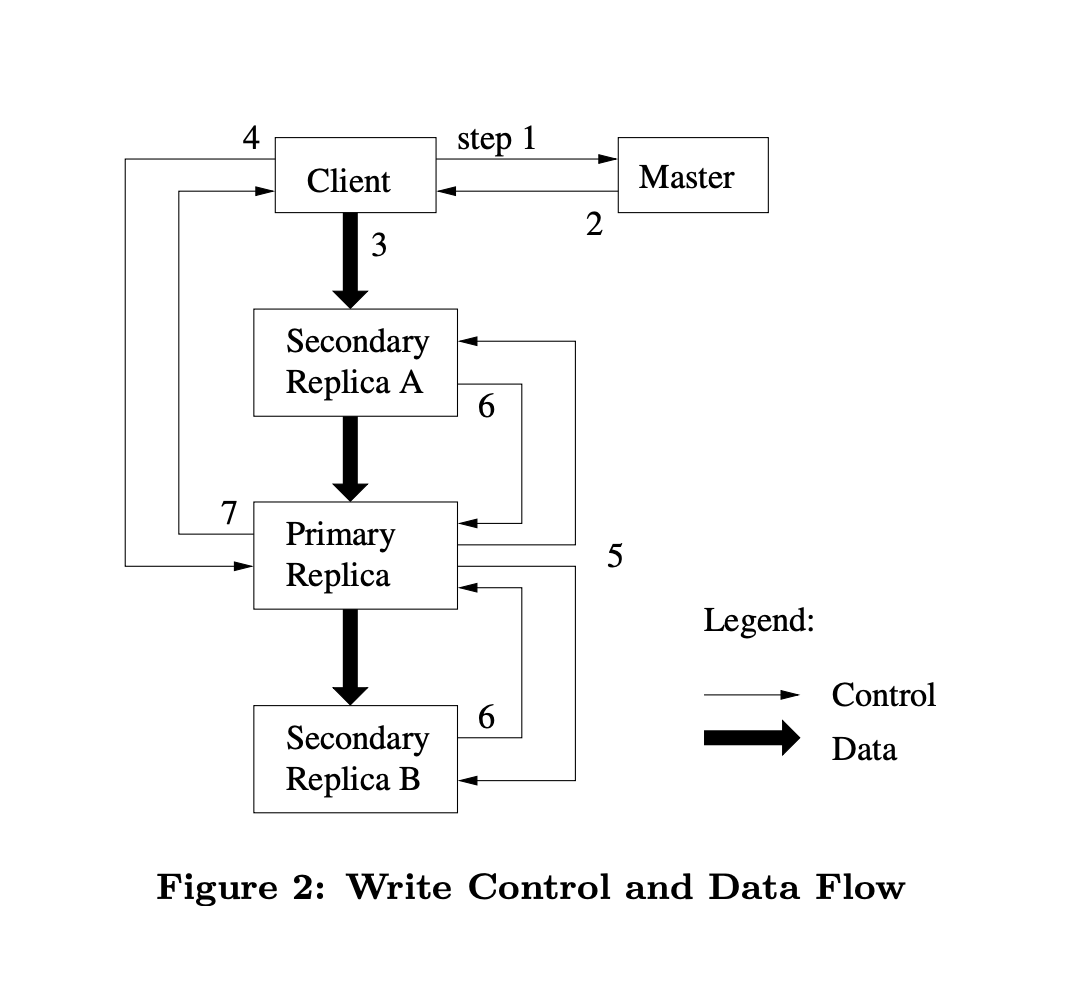 4
step 1
Client
Master
2
3
Secondary
Replica A
6
7
Primary
Replica
5
Legend:
Control
Data
6
Secondary
Replica B
Figure 2: Write Control and Data Flow